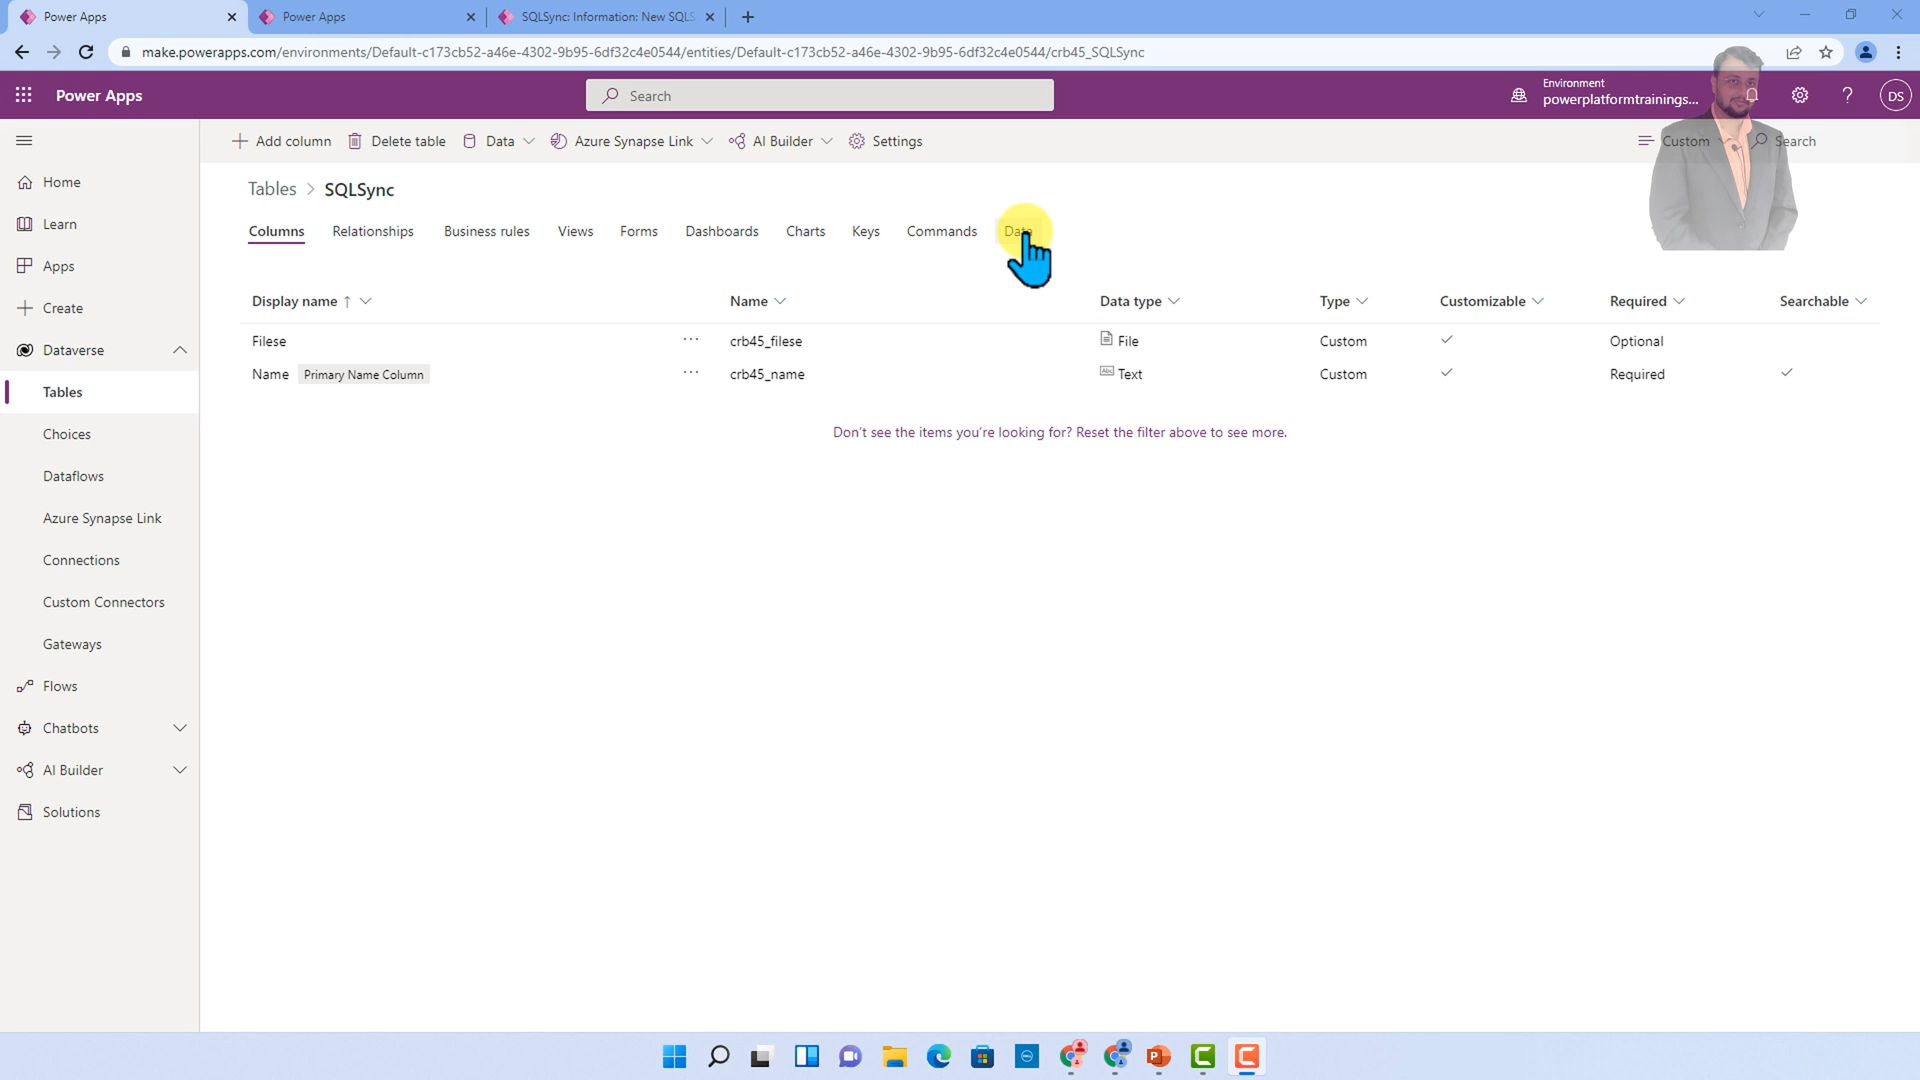 Power Apps
Power Apps
SQLSync: Information: New SQLS
make.powerapps.com/environments/Default-c173cb52-a46e-4302-9b95-6df32c4e0544/entities/Default-c173cb52-a46e-4302-9b95-6df32c4e0544/crb45_SQLSync
Power Apps
Search
Environment
powerplatformtrainings...
?
DS
Add column
Delete table
Data
Azure Synapse Link
AI Builder
Settings
Custom
Search
Home
Learn
Apps
Create
Dataverse
Tables
Choices
Dataflows
Azure Synapse Link
Connections
Custom Connectors
Gateways
Flows
Chatbots
AI Builder
Solutions
Tables > SQLSync
Columns Relationships Business rules Views Forms Dashboards Charts Keys Commands Data
Display name ↑ Name Data type Type Customizable Required Searchable
Filese ... crb45_filese File Custom Optional
Name Primary Name Column ... crb45_name Abc Text Custom Required
Don't see the items you're looking for? Reset the filter above to see more.